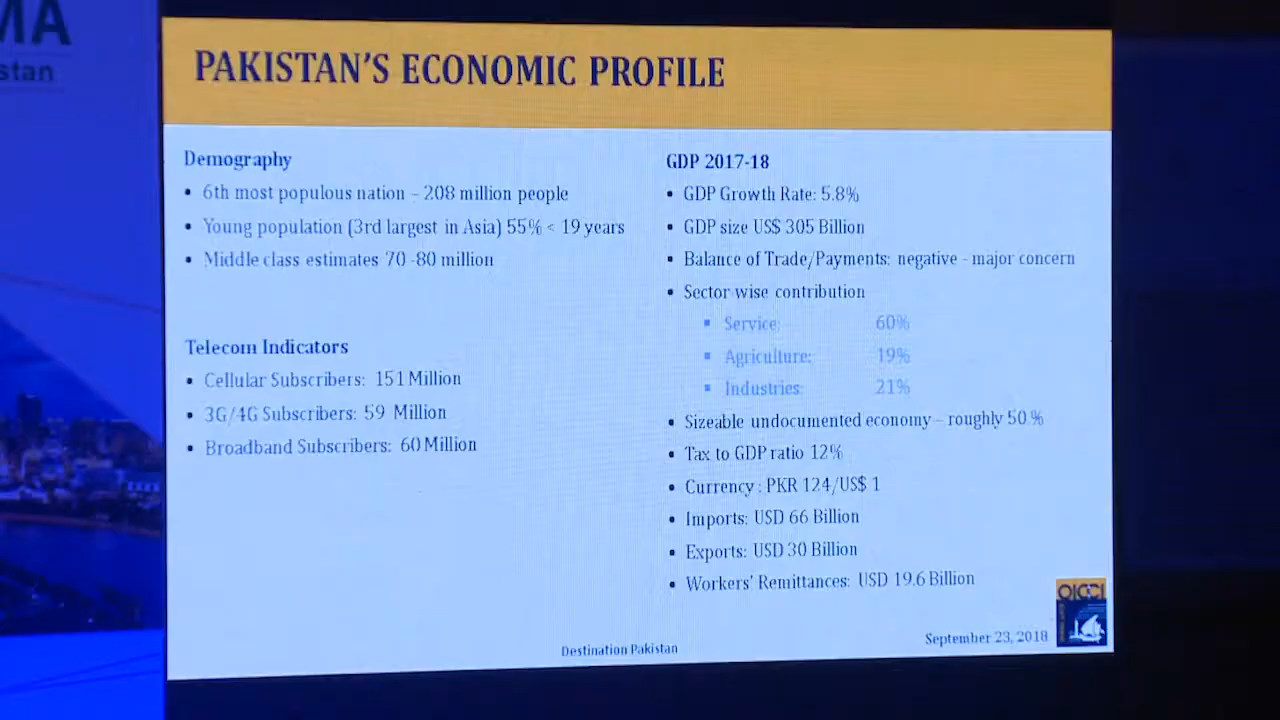 MA
stan
PAKISTAN'S ECONOMIC PROFILE
Demography
• 6th most populous nation – 208 million people
• Young population (3rd largest in Asia) 55% < 19 years
• Middle class estimates 70 -80 million
Telecom Indicators
• Cellular Subscribers: 151 Million
• 3G/4G Subscribers: 59 Million
• Broadband Subscribers: 60 Million
GDP 2017-18
• GDP Growth Rate: 5.8%
• GDP size US$ 305 Billion
• Balance of Trade/Payments: negative - major concern
• Sector wise contribution
▪ Service: 60%
▪ Agriculture: 19%
▪ Industries: 21%
• Sizeable undocumented economy – roughly 50 %
• Tax to GDP ratio 12%
• Currency : PKR 124/US$ 1
• Imports: USD 66 Billion
• Exports: USD 30 Billion
• Workers' Remittances: USD 19.6 Billion
OICCI
September 23, 2018
Destination Pakistan